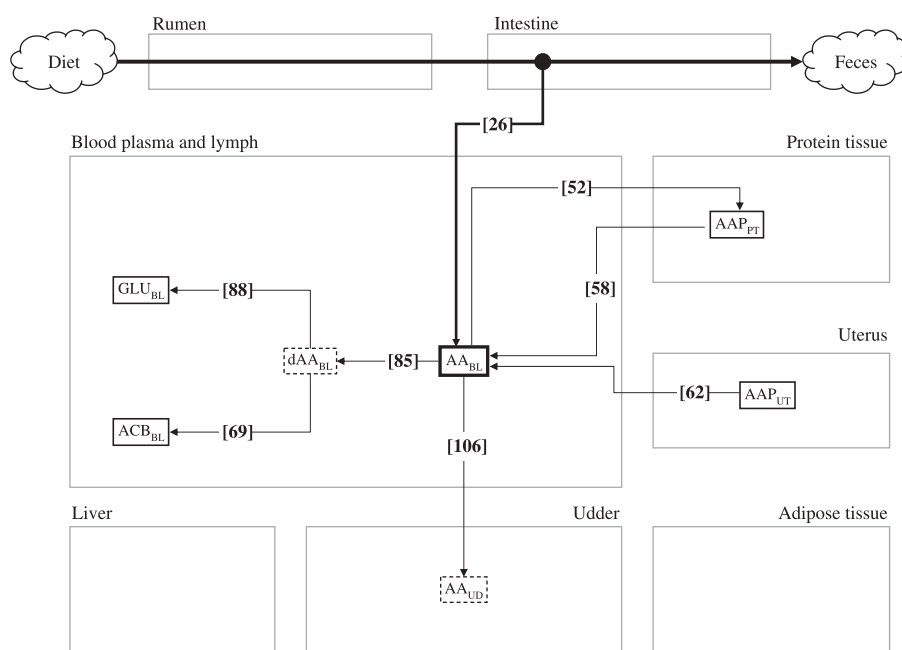 Rumen
Intestine
Diet
Feces
[26]
Blood plasma and lymph
Protein tissue
[52]
AAP_PT
[58]
GLU_BL
[88]
Uterus
dAA_BL
[85]
AA_BL
[62]
AAP_UT
ACB_BL
[69]
[106]
Liver
Udder
Adipose tissue
AA_UD